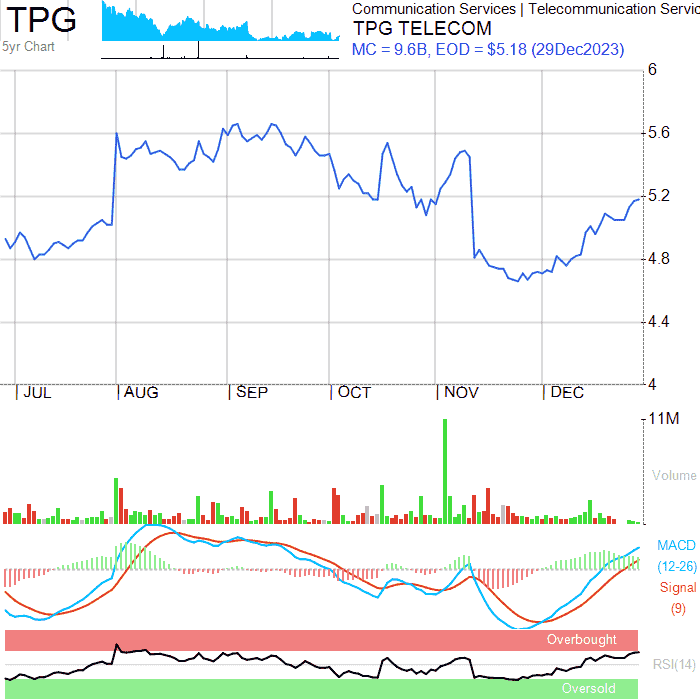 TPG
5yr Chart
Communication Services | Telecommunication Servic
TPG TELECOM
MC = 9.6B, EOD = $5.18 (29Dec2023)
6
5.6
5.2
4.8
4.4
4
| JUL | AUG | SEP | OCT | NOV | DEC
11M
Volume
MACD
(12-26)
Signal
(9)
Overbought
RSI(14)
Oversold